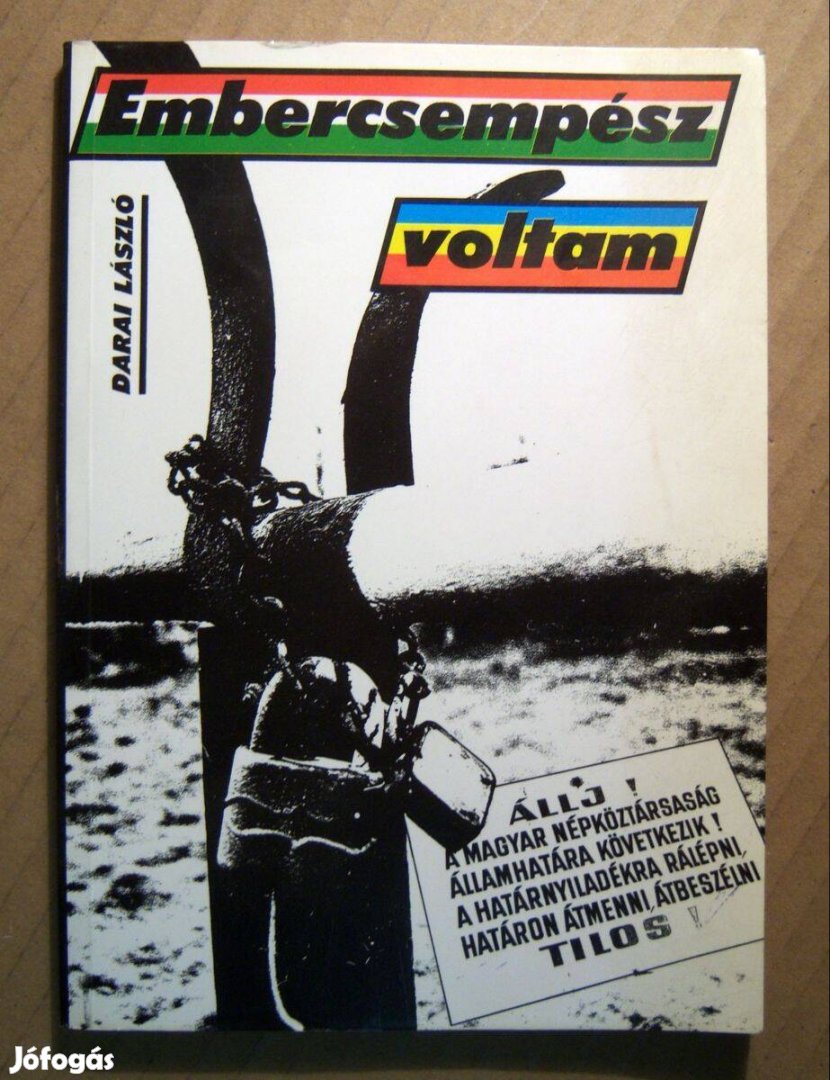 Embercsempész
voltam
DARAI LÁSZLÓ
ÁLLJ !
A MAGYAR NÉPKÖZTÁRSASÁG
ÁLLAMHATÁRA KÖVETKEZIK !
A HATÁRNYILADÉKRA RÁLÉPNI,
HATÁRON ÁTMENNI, ÁTBESZÉLNI
TILOS !
Jófogás